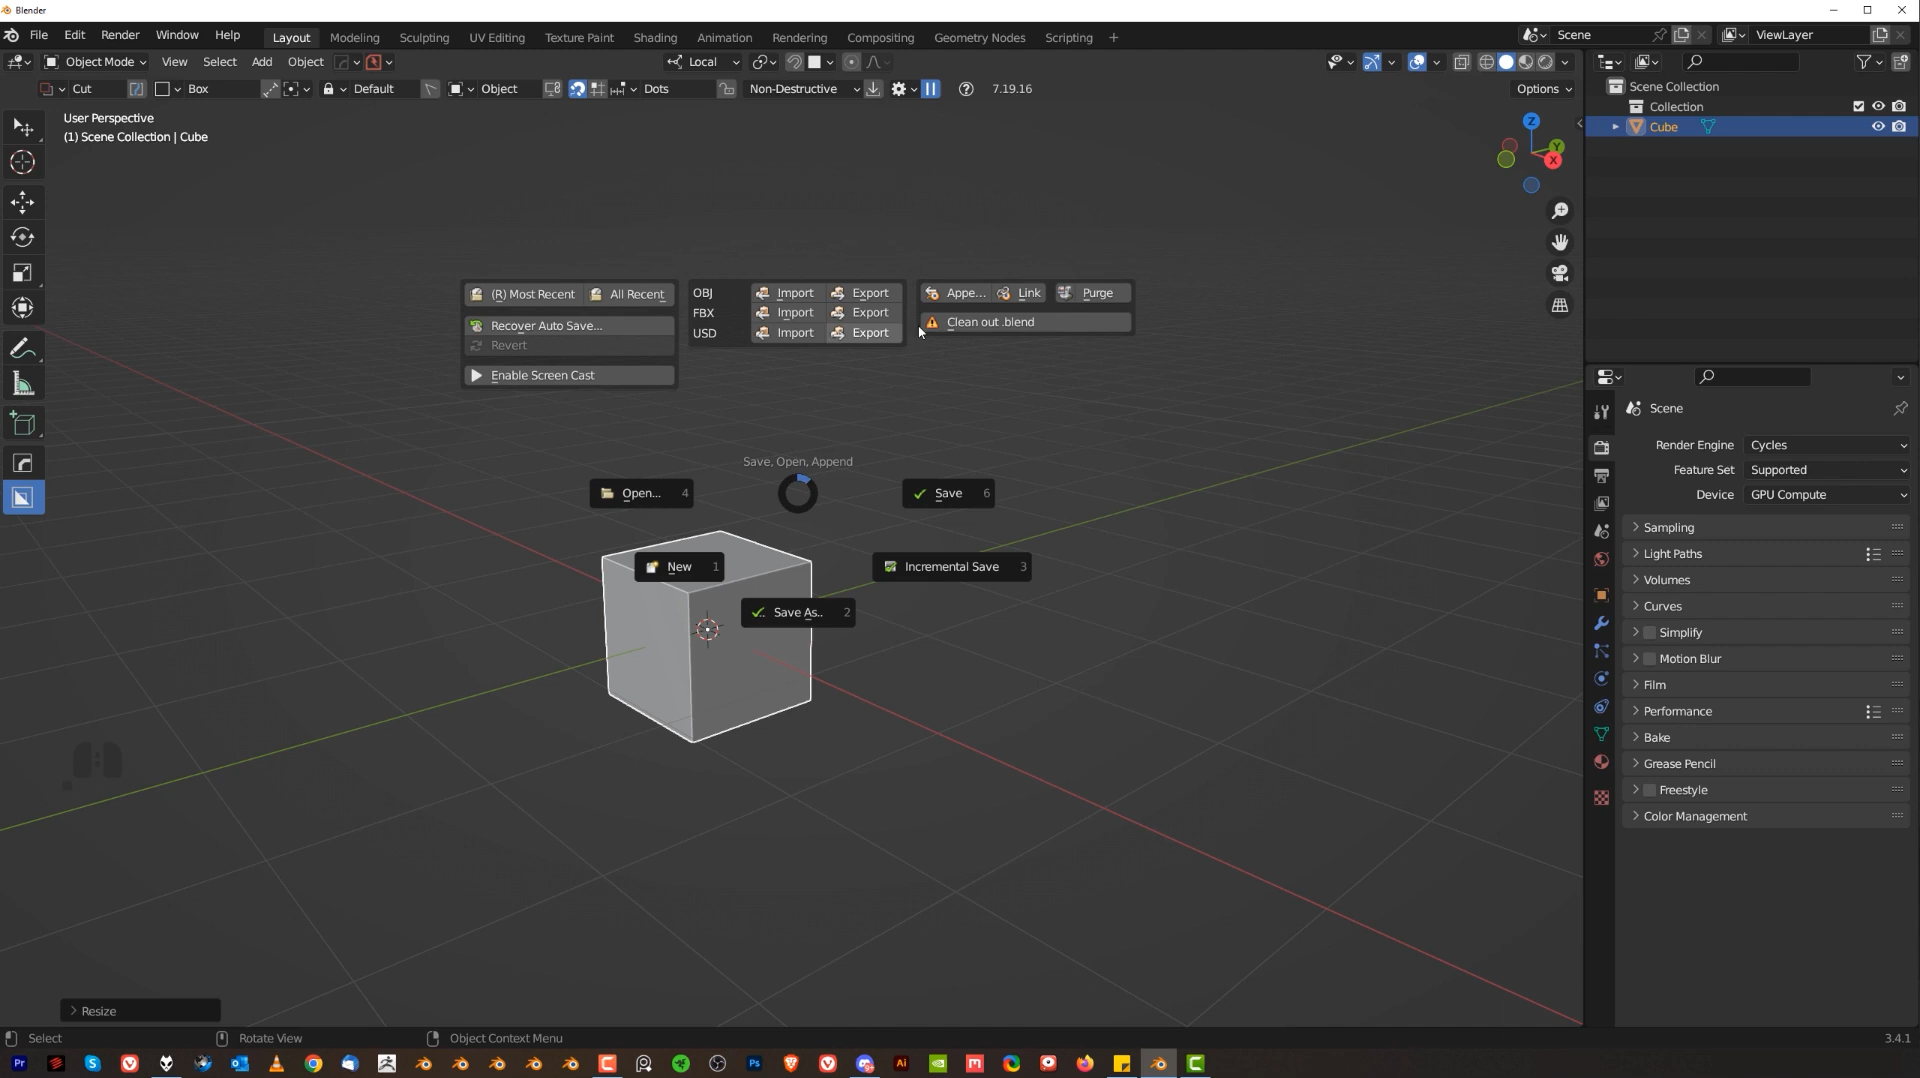 Blender
File Edit Render Window Help Layout Modeling Sculpting UV Editing Texture Paint Shading Animation Rendering Compositing Geometry Nodes Scripting + Scene ViewLayer
Object Mode View Select Add Object Local
Cut Box Default Object Dots Non-Destructive 7.19.16 Options
User Perspective
(1) Scene Collection | Cube
Z
Y
X
Scene Collection
Collection
Cube
(R) Most Recent All Recent
Recover Auto Save...
Revert
Enable Screen Cast
OBJ Import Export
FBX Import Export
USD Import Export
Appe... Link Purge
Clean out .blend
Save, Open, Append
Open... 4
Save 6
New 1
Incremental Save 3
Save As.. 2
Scene
Render Engine Cycles
Feature Set Supported
Device GPU Compute
Sampling
Light Paths
Volumes
Curves
Simplify
Motion Blur
Film
Performance
Bake
Grease Pencil
Freestyle
Color Management
Resize
Select Rotate View Object Context Menu 3.4.1
Pr S Ps Ai M C